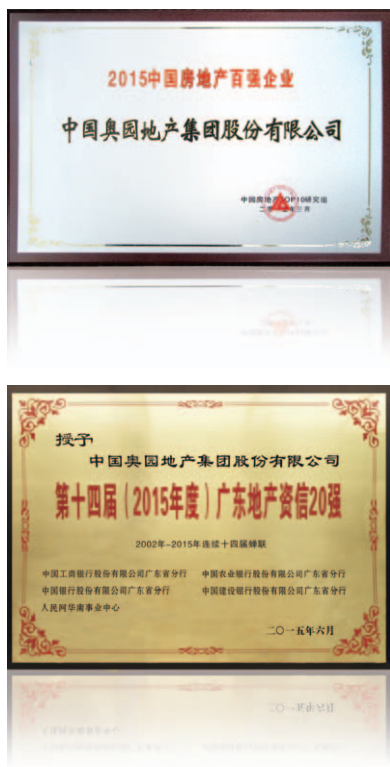 2015中国房地产百强企业
中国奥园地产集团股份有限公司
中国房地产TOP10研究组
二〇一五年三月
授予
中国奥园地产集团股份有限公司
第十四届（2015年度）广东地产资信20强
2002年-2015年连续十四届蝉联
中国工商银行股份有限公司广东省分行 中国农业银行股份有限公司广东省分行
中国银行股份有限公司广东省分行 中国建设银行股份有限公司广东省分行
人民网华南事业中心
二〇一五年六月